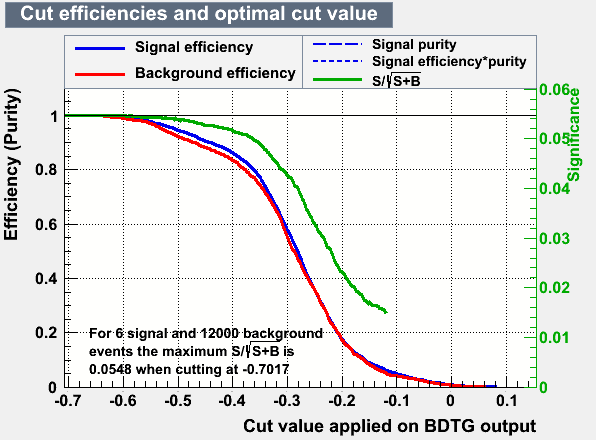 Cut efficiencies and optimal cut value
Signal efficiency
Background efficiency
Signal purity
Signal efficiency*purity
S/√S+B
Efficiency (Purity)
1
0.8
0.6
0.4
0.2
0
0.06
0.05
0.04
0.03
0.02
0.01
0
Significance
For 6 signal and 12000 background
events the maximum S/√S+B is
0.0548 when cutting at -0.7017
-0.7 -0.6 -0.5 -0.4 -0.3 -0.2 -0.1 0 0.1
Cut value applied on BDTG output